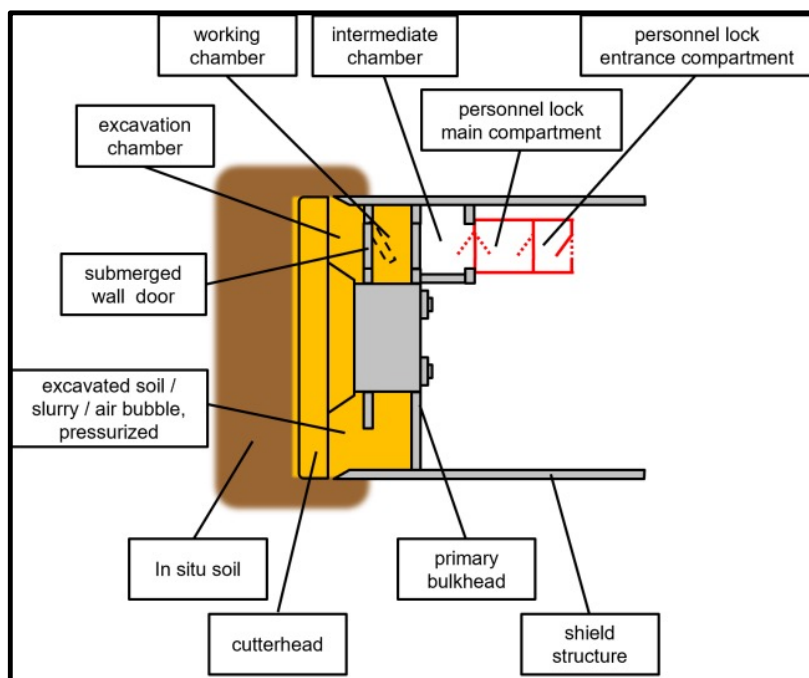 working
chamber
intermediate
chamber
personnel lock
entrance compartment
personnel lock
main compartment
excavation
chamber
submerged
wall door
excavated soil /
slurry / air bubble,
pressurized
In situ soil
primary
bulkhead
cutterhead
shield
structure